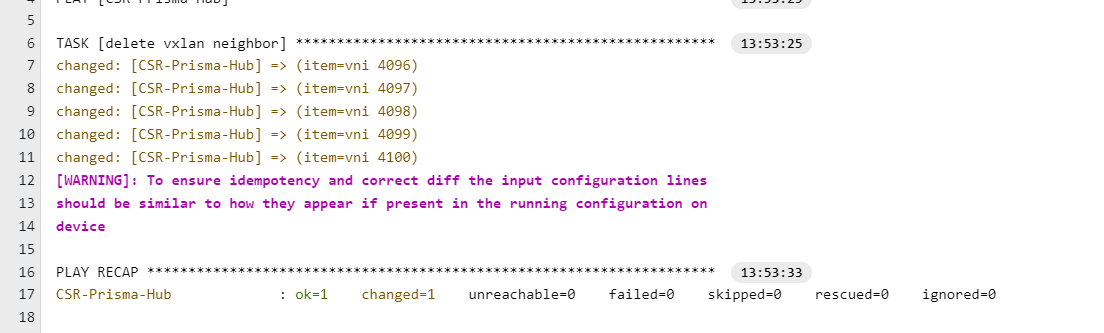 4 PLAY [CSR-Prisma-Hub] 13:53:25
5
6 TASK [delete vxlan neighbor] *************************************************** 13:53:25
7 changed: [CSR-Prisma-Hub] => (item=vni 4096)
8 changed: [CSR-Prisma-Hub] => (item=vni 4097)
9 changed: [CSR-Prisma-Hub] => (item=vni 4098)
10 changed: [CSR-Prisma-Hub] => (item=vni 4099)
11 changed: [CSR-Prisma-Hub] => (item=vni 4100)
12 [WARNING]: To ensure idempotency and correct diff the input configuration lines
13 should be similar to how they appear if present in the running configuration on
14 device
15
16 PLAY RECAP ********************************************************************* 13:53:33
17 CSR-Prisma-Hub : ok=1 changed=1 unreachable=0 failed=0 skipped=0 rescued=0 ignored=0
18